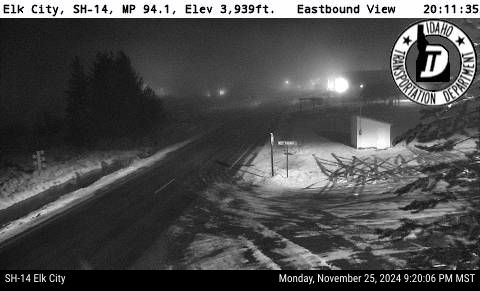 Elk City, SH-14, MP 94.1, Elev 3,939ft. Eastbound View 20:11:35
IDAHO
TRANSPORTATION DEPARTMENT
SH-14 Elk City
Monday, November 25, 2024 9:20:06 PM MST